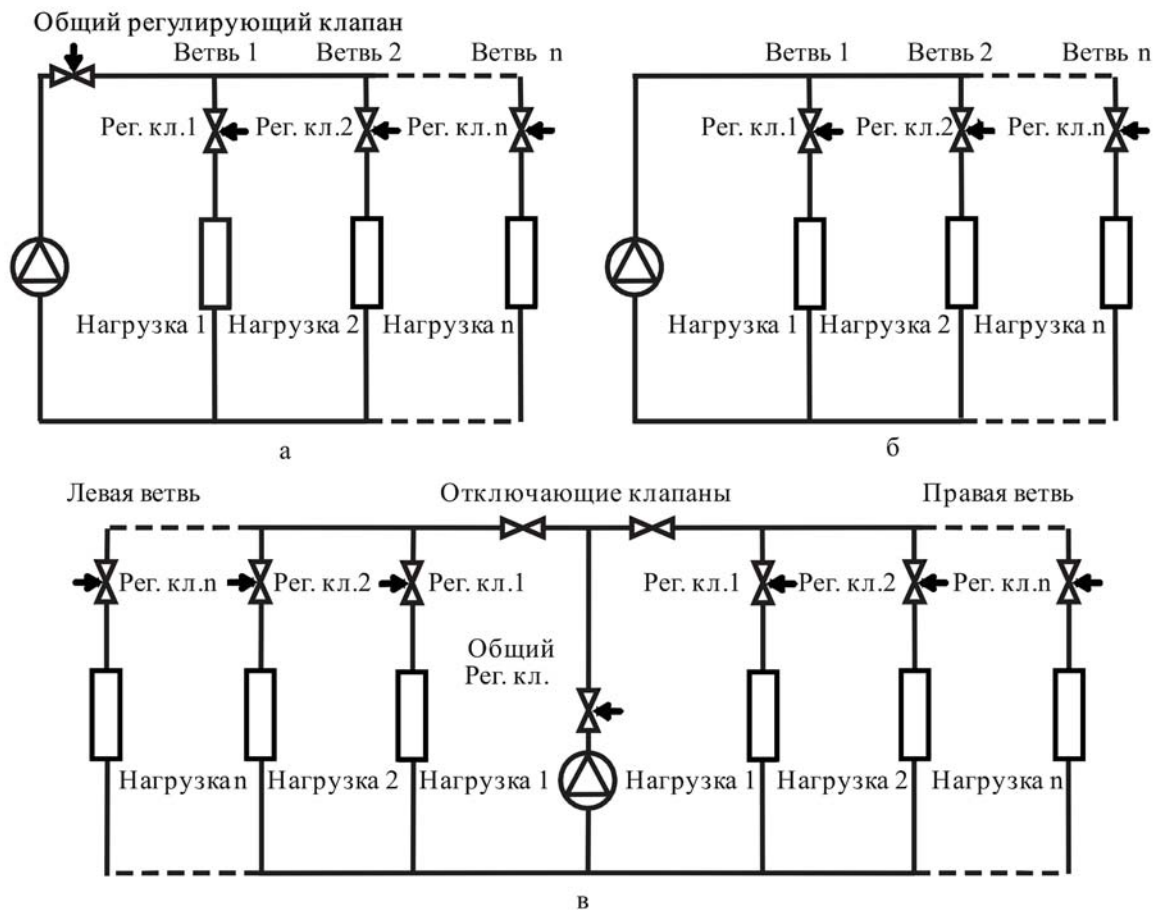 Общий регулирующий клапан
Ветвь 1 Ветвь 2 Ветвь n
Рег. кл.1 Рег. кл.2 Рег. кл.n
Нагрузка 1 Нагрузка 2 Нагрузка n
а
Ветвь 1 Ветвь 2 Ветвь n
Рег. кл.1 Рег. кл.2 Рег. кл.n
Нагрузка 1 Нагрузка 2 Нагрузка n
б
Левая ветвь Отключающие клапаны Правая ветвь
Рег. кл.n Рег. кл.2 Рег. кл.1 Рег. кл.1 Рег. кл.2 Рег. кл.n
Общий
Рег. кл.
Нагрузка n Нагрузка 2 Нагрузка 1 Нагрузка 1 Нагрузка 2 Нагрузка n
в